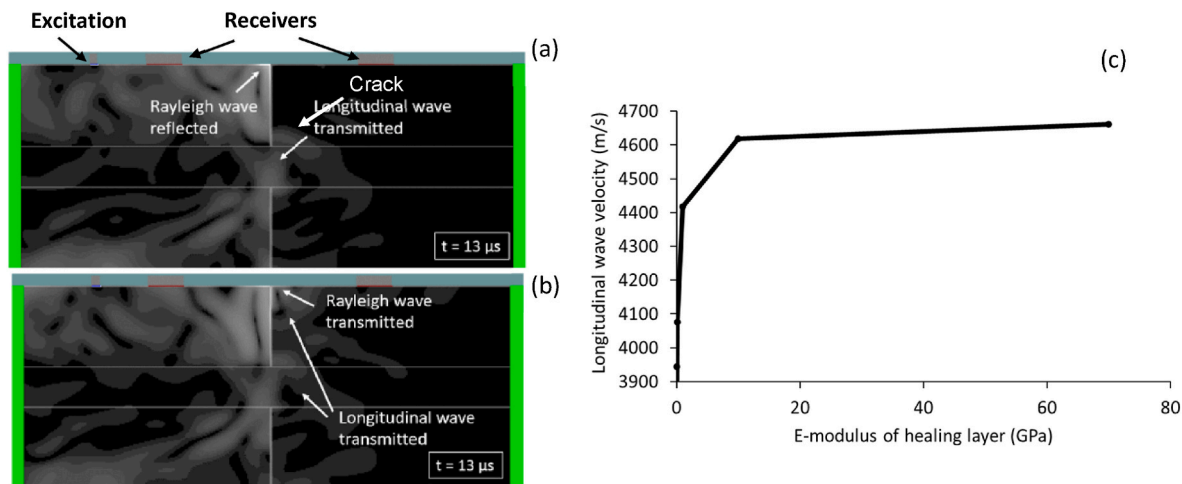 Excitation
Receivers
(a)
Crack
Rayleigh wave
reflected
Longitudinal wave
transmitted
t = 13 µs
(b)
Rayleigh wave
transmitted
Longitudinal wave
transmitted
t = 13 µs
(c)
Longitudinal wave velocity (m/s)
4700
4600
4500
4400
4300
4200
4100
4000
3900
0
20
40
60
80
E-modulus of healing layer (GPa)